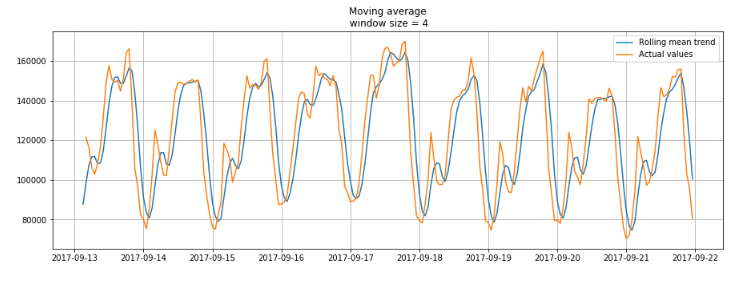 Moving average
window size = 4
Rolling mean trend
Actual values
160000
140000
120000
100000
80000
2017-09-13 2017-09-14 2017-09-15 2017-09-16 2017-09-17 2017-09-18 2017-09-19 2017-09-20 2017-09-21 2017-09-22